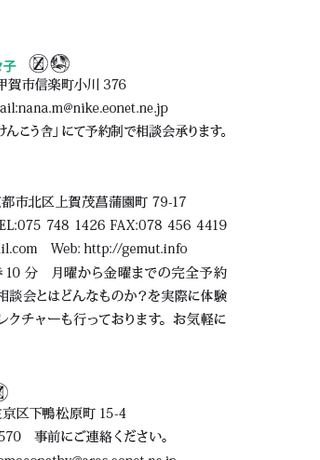 子
甲賀市信楽町小川 376
ail:nana.m@nike.eonet.ne.jp
けんこう舎」にて予約制で相談会承ります。
都市北区上賀茂菖蒲園町 79-17
EL:075 748 1426 FAX:078 456 4419
il.com Web: http://gemut.info
10 分 月曜から金曜までの完全予約
相談会とはどんなものか?を実際に体験
レクチャーも行っております。お気軽に
京区下鴨松原町 15-4
570 事前にご連絡ください。